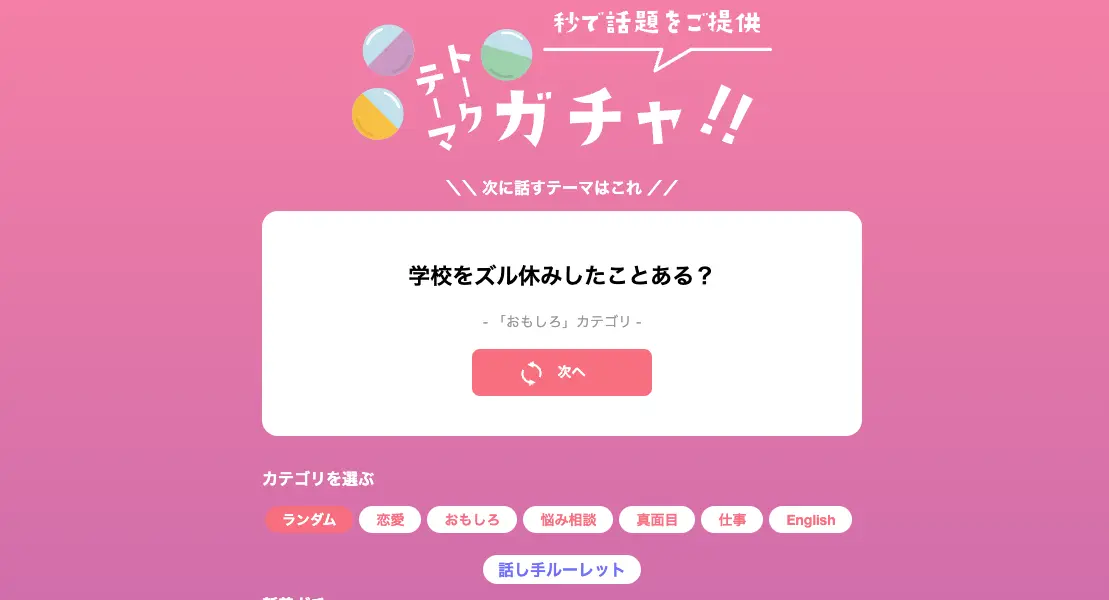 秒で話題をご提供
トークテーマ
ガチャ!!
\\ 次に話すテーマはこれ //
学校をズル休みしたことある？
- 「おもしろ」カテゴリ -
次へ
カテゴリを選ぶ
ランダム 恋愛 おもしろ 悩み相談 真面目 仕事 English
話し手ルーレット